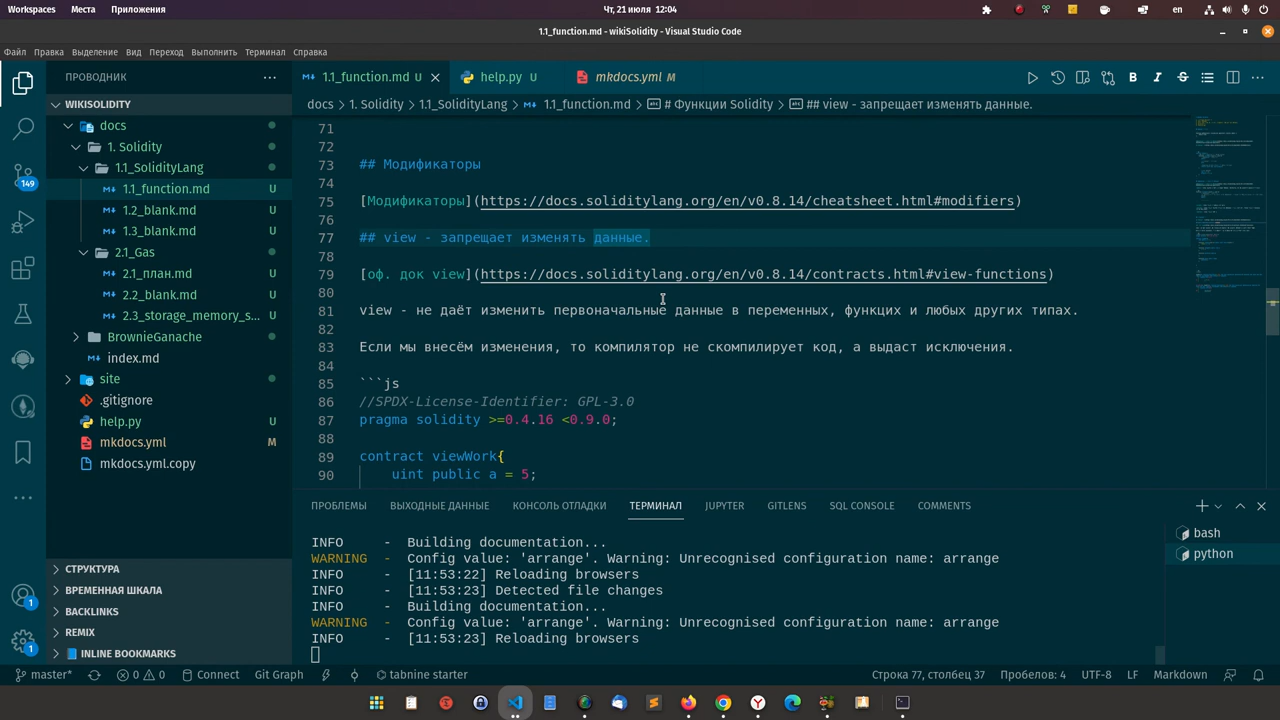 Workspaces Места Приложения
Чт, 21 июля 12:04
en
1.1_function.md - wikiSolidity - Visual Studio Code
Файл Правка Выделение Вид Переход Выполнить Терминал Справка
ПРОВОДНИК
1.1_function.md U
help.py U
mkdocs.yml M
docs > 1. Solidity > 1.1_SolidityLang > 1.1_function.md > # Функции Solidity > ## view - запрещает изменять данные.
WIKISOLIDITY
docs
1. Solidity
1.1_SolidityLang
1.1_function.md U
1.2_blank.md U
1.3_blank.md U
2.1_Gas
2.1_план.md U
2.2_blank.md U
2.3_storage_memory_s... U
BrownieGanache
index.md
site
.gitignore
help.py U
mkdocs.yml M
mkdocs.yml.copy
СТРУКТУРА
ВРЕМЕННАЯ ШКАЛА
BACKLINKS
REMIX
INLINE BOOKMARKS
149
1
1
71
72
73 ## Модификаторы
74
75 [Модификаторы](https://docs.soliditylang.org/en/v0.8.14/cheatsheet.html#modifiers)
76
77 ## view - запрещает изменять данные.
78
79 [оф. док view](https://docs.soliditylang.org/en/v0.8.14/contracts.html#view-functions)
80
81 view - не даёт изменить первоначальные данные в переменных, функцих и любых других типах.
82
83 Если мы внесём изменения, то компилятор не скомпилирует код, а выдаст исключения.
84
85 ```js
86 //SPDX-License-Identifier: GPL-3.0
87 pragma solidity >=0.4.16 <0.9.0;
88
89 contract viewWork{
90 uint public a = 5;
ПРОБЛЕМЫ ВЫХОДНЫЕ ДАННЫЕ КОНСОЛЬ ОТЛАДКИ ТЕРМИНАЛ JUPYTER GITLENS SQL CONSOLE COMMENTS
INFO - Building documentation...
WARNING - Config value: 'arrange'. Warning: Unrecognised configuration name: arrange
INFO - [11:53:22] Reloading browsers
INFO - [11:53:23] Detected file changes
INFO - Building documentation...
WARNING - Config value: 'arrange'. Warning: Unrecognised configuration name: arrange
INFO - [11:53:23] Reloading browsers
bash
python
master* 0 0 Connect Git Graph tabnine starter Строка 77, столбец 37 Пробелов: 4 UTF-8 LF Markdown